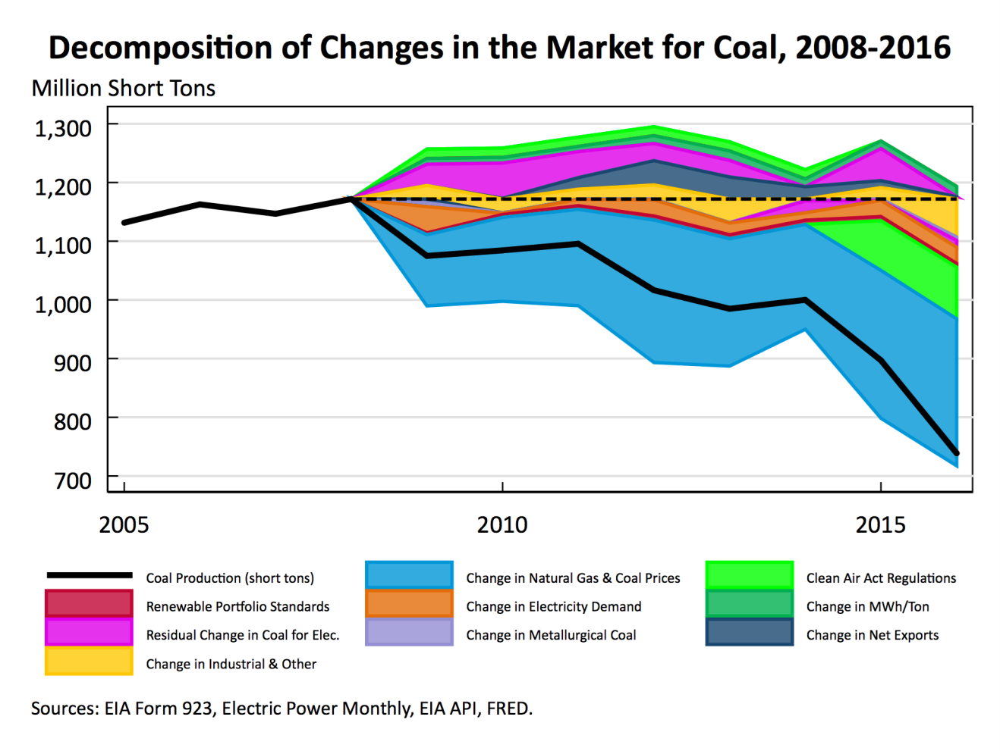 Decomposition of Changes in the Market for Coal, 2008-2016
Million Short Tons
1,300
1,200
1,100
1,000
900
800
700
2005 2010 2015
Coal Production (short tons) Change in Natural Gas & Coal Prices Clean Air Act Regulations
Renewable Portfolio Standards Change in Electricity Demand Change in MWh/Ton
Residual Change in Coal for Elec. Change in Metallurgical Coal Change in Net Exports
Change in Industrial & Other
Sources: EIA Form 923, Electric Power Monthly, EIA API, FRED.